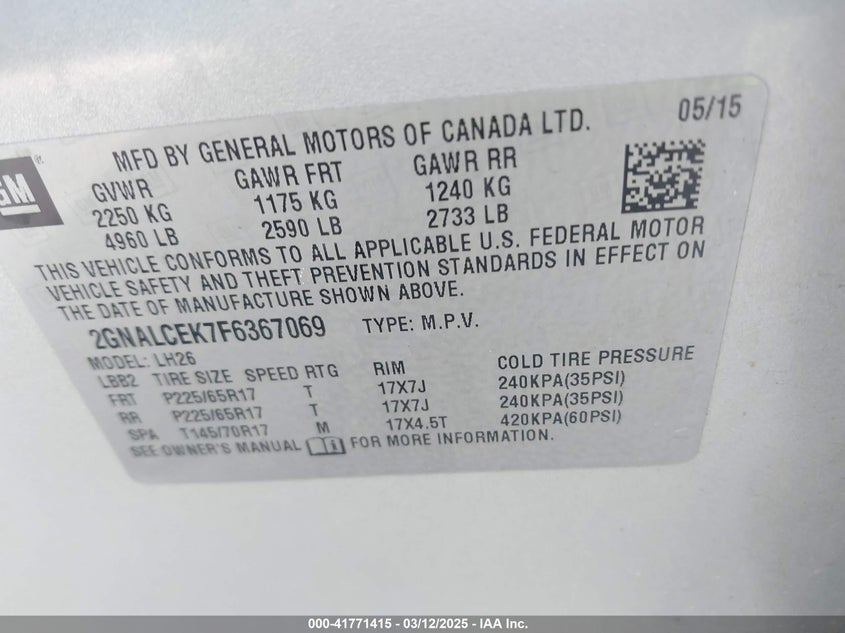 GM
MFD BY GENERAL MOTORS OF CANADA LTD. 05/15
GVWR GAWR FRT GAWR RR
2250 KG 1175 KG 1240 KG
4960 LB 2590 LB 2733 LB
THIS VEHICLE CONFORMS TO ALL APPLICABLE U.S. FEDERAL MOTOR
VEHICLE SAFETY AND THEFT PREVENTION STANDARDS IN EFFECT ON
THE DATE OF MANUFACTURE SHOWN ABOVE.
2GNALCEK7F6367069 TYPE: M.P.V.
MODEL: LH26
LBB2 TIRE SIZE SPEED RTG RIM COLD TIRE PRESSURE
FRT P225/65R17 T 17X7J 240KPA(35PSI)
RR P225/65R17 T 17X7J 240KPA(35PSI)
SPA T145/70R17 M 17X4.5T 420KPA(60PSI)
SEE OWNER'S MANUAL FOR MORE INFORMATION.
000-41771415 - 03/12/2025 - IAA Inc.